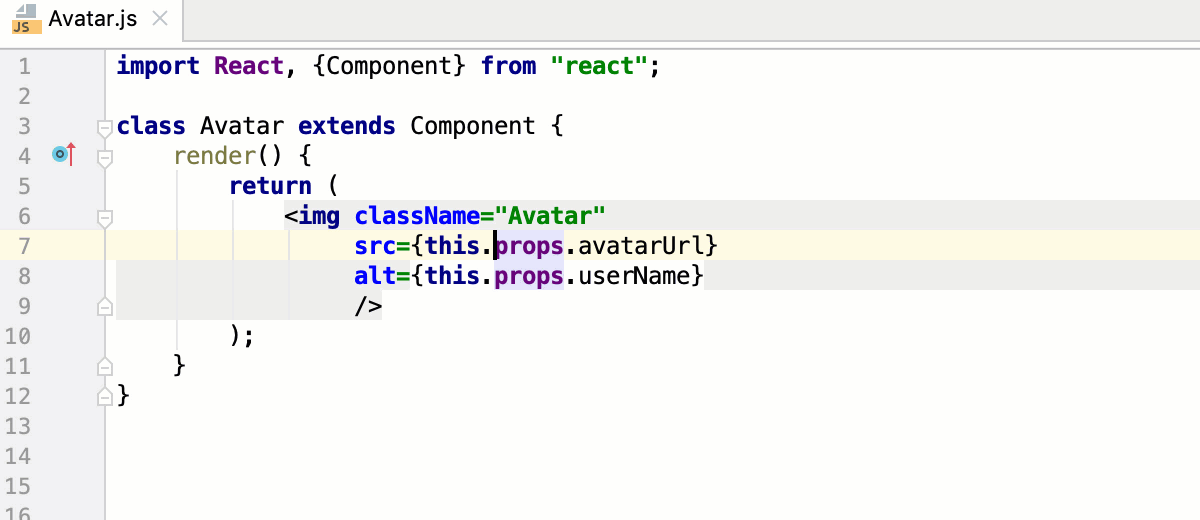 JS Avatar.js
1 import React, {Component} from "react";
2
3 class Avatar extends Component {
4     render() {
5         return (
6             <img className="Avatar"
7                  src={this.props.avatarUrl}
8                  alt={this.props.userName}
9                  />
10         );
11     }
12 }
13
14
15
16